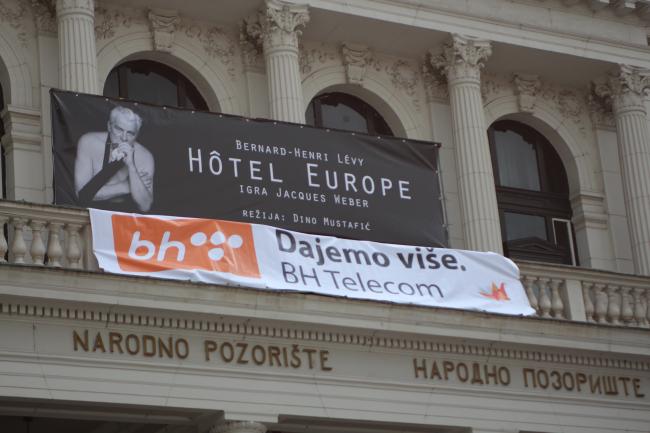 BERNARD-HENRI LÉVY
HÔTEL EUROPE
IGRA JACQUES WEBER
REŽIJA: DINO MUSTAFIĆ
bh
Dajemo više.
BH Telecom
NARODNO POZORIŠTE
НАРОДНО ПОЗОРИШТЕ